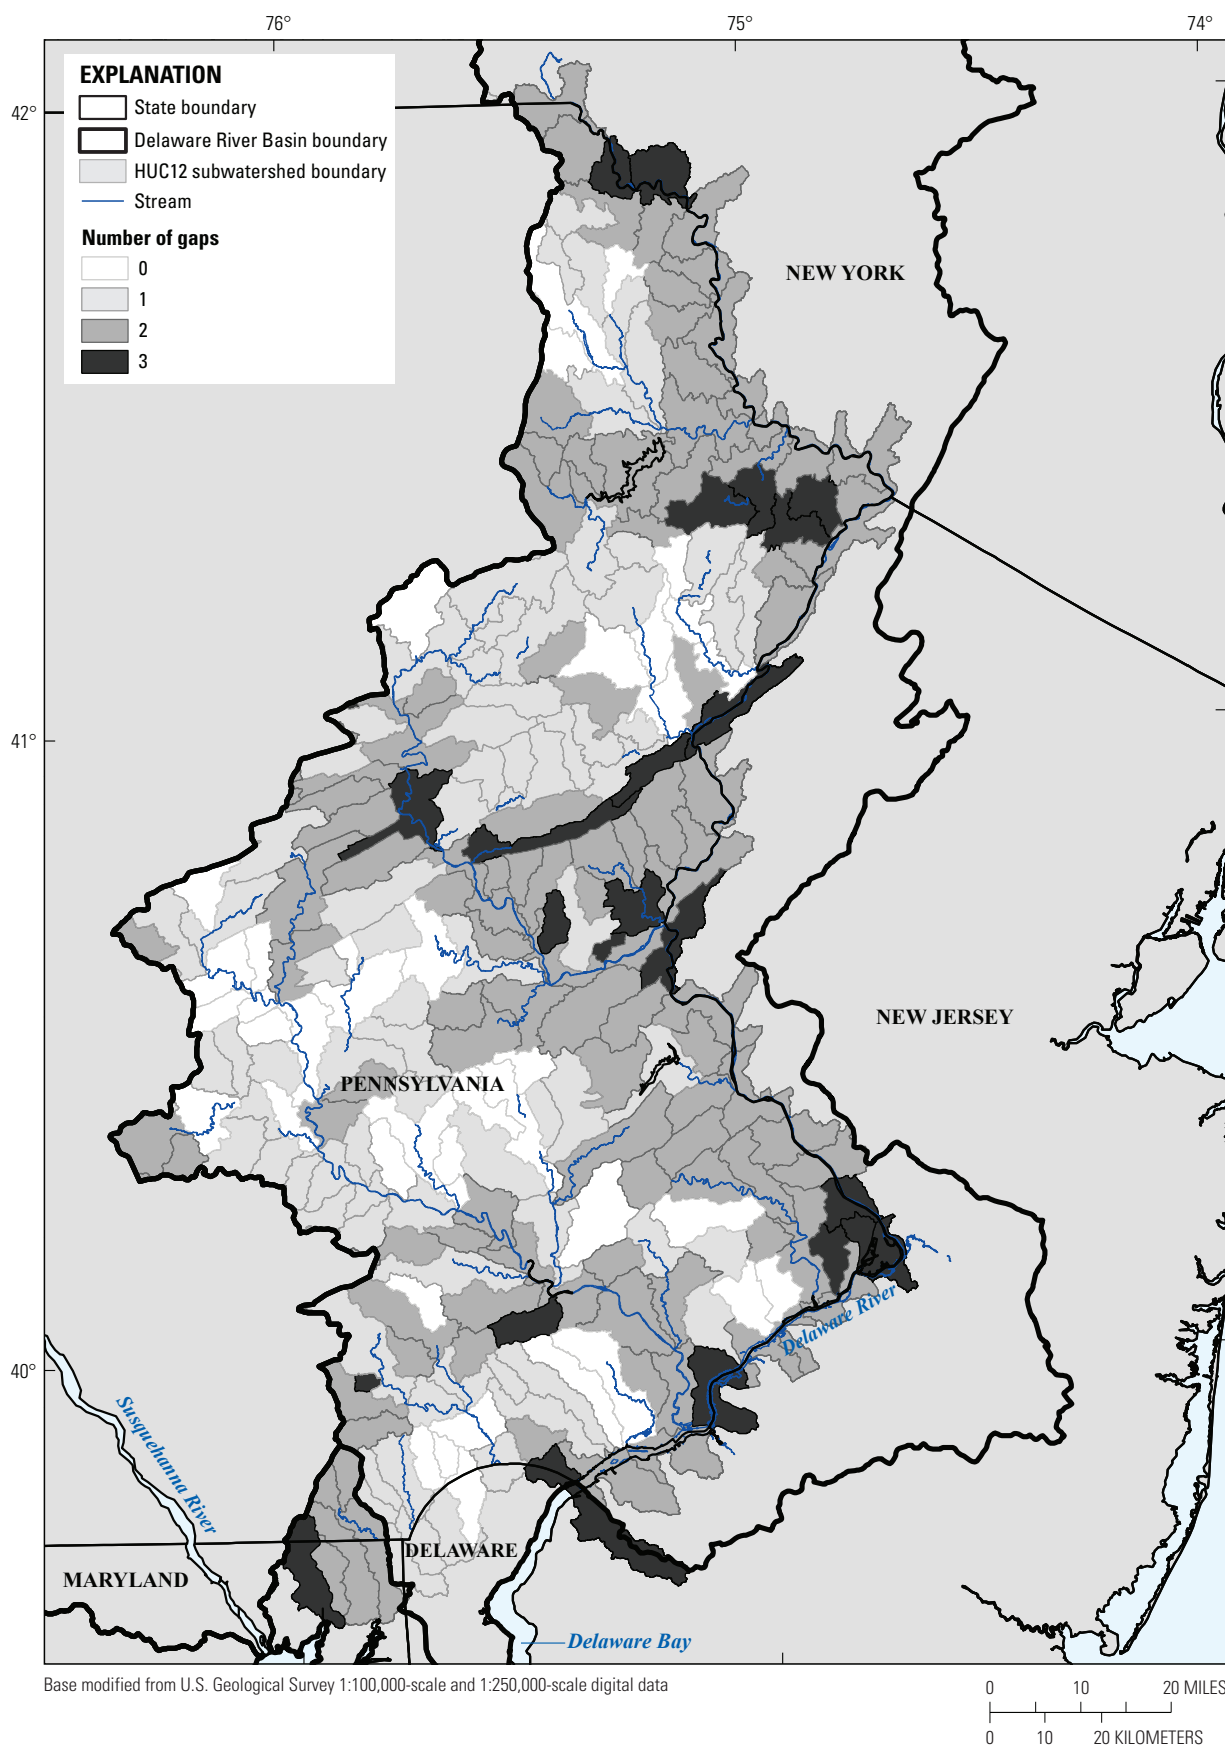 76°
75°
74°
42°
41°
40°
EXPLANATION
State boundary
Delaware River Basin boundary
HUC12 subwatershed boundary
Stream
Number of gaps
0
1
2
3
NEW YORK
NEW JERSEY
PENNSYLVANIA
Delaware River
Susquehanna River
MARYLAND
DELAWARE
Delaware Bay
Base modified from U.S. Geological Survey 1:100,000-scale and 1:250,000-scale digital data
0 10 20 MILES
0 10 20 KILOMETERS